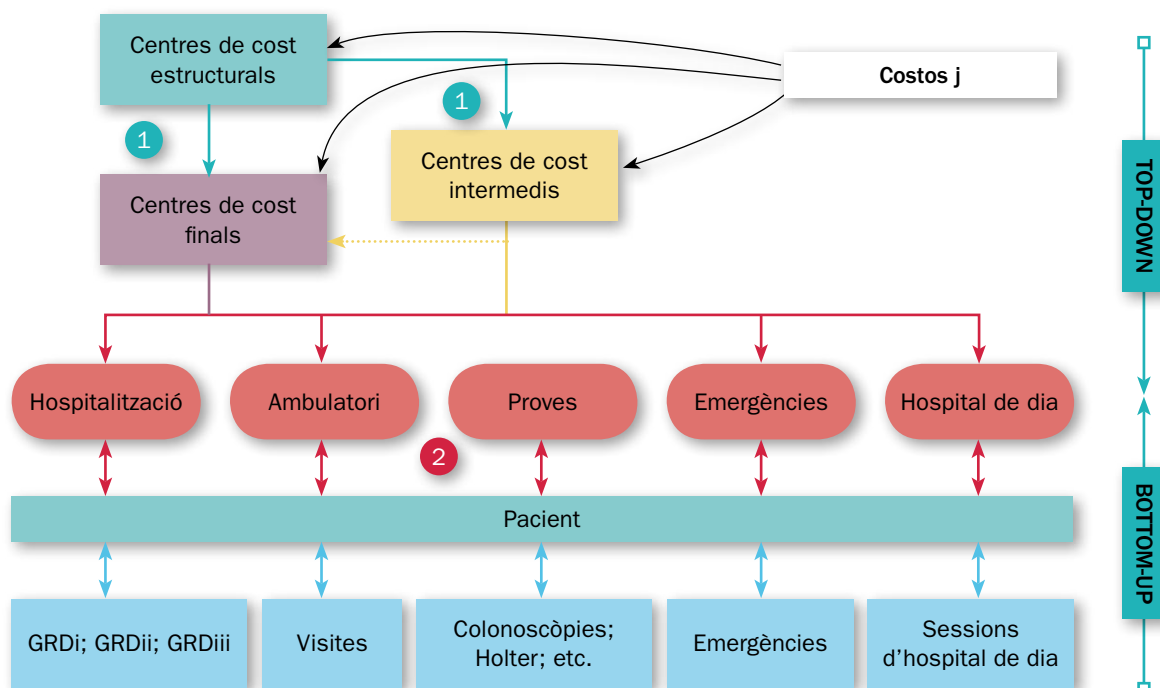 Centres de cost
estructurals
Costos j
1
1
Centres de cost
intermedis
Centres de cost
finals
TOP-DOWN
Hospitalització
Ambulatori
Proves
Emergències
Hospital de dia
2
Pacient
BOTTOM-UP
GRDi; GRDii; GRDiii
Visites
Colonoscòpies;
Holter; etc.
Emergències
Sessions
d'hospital de dia